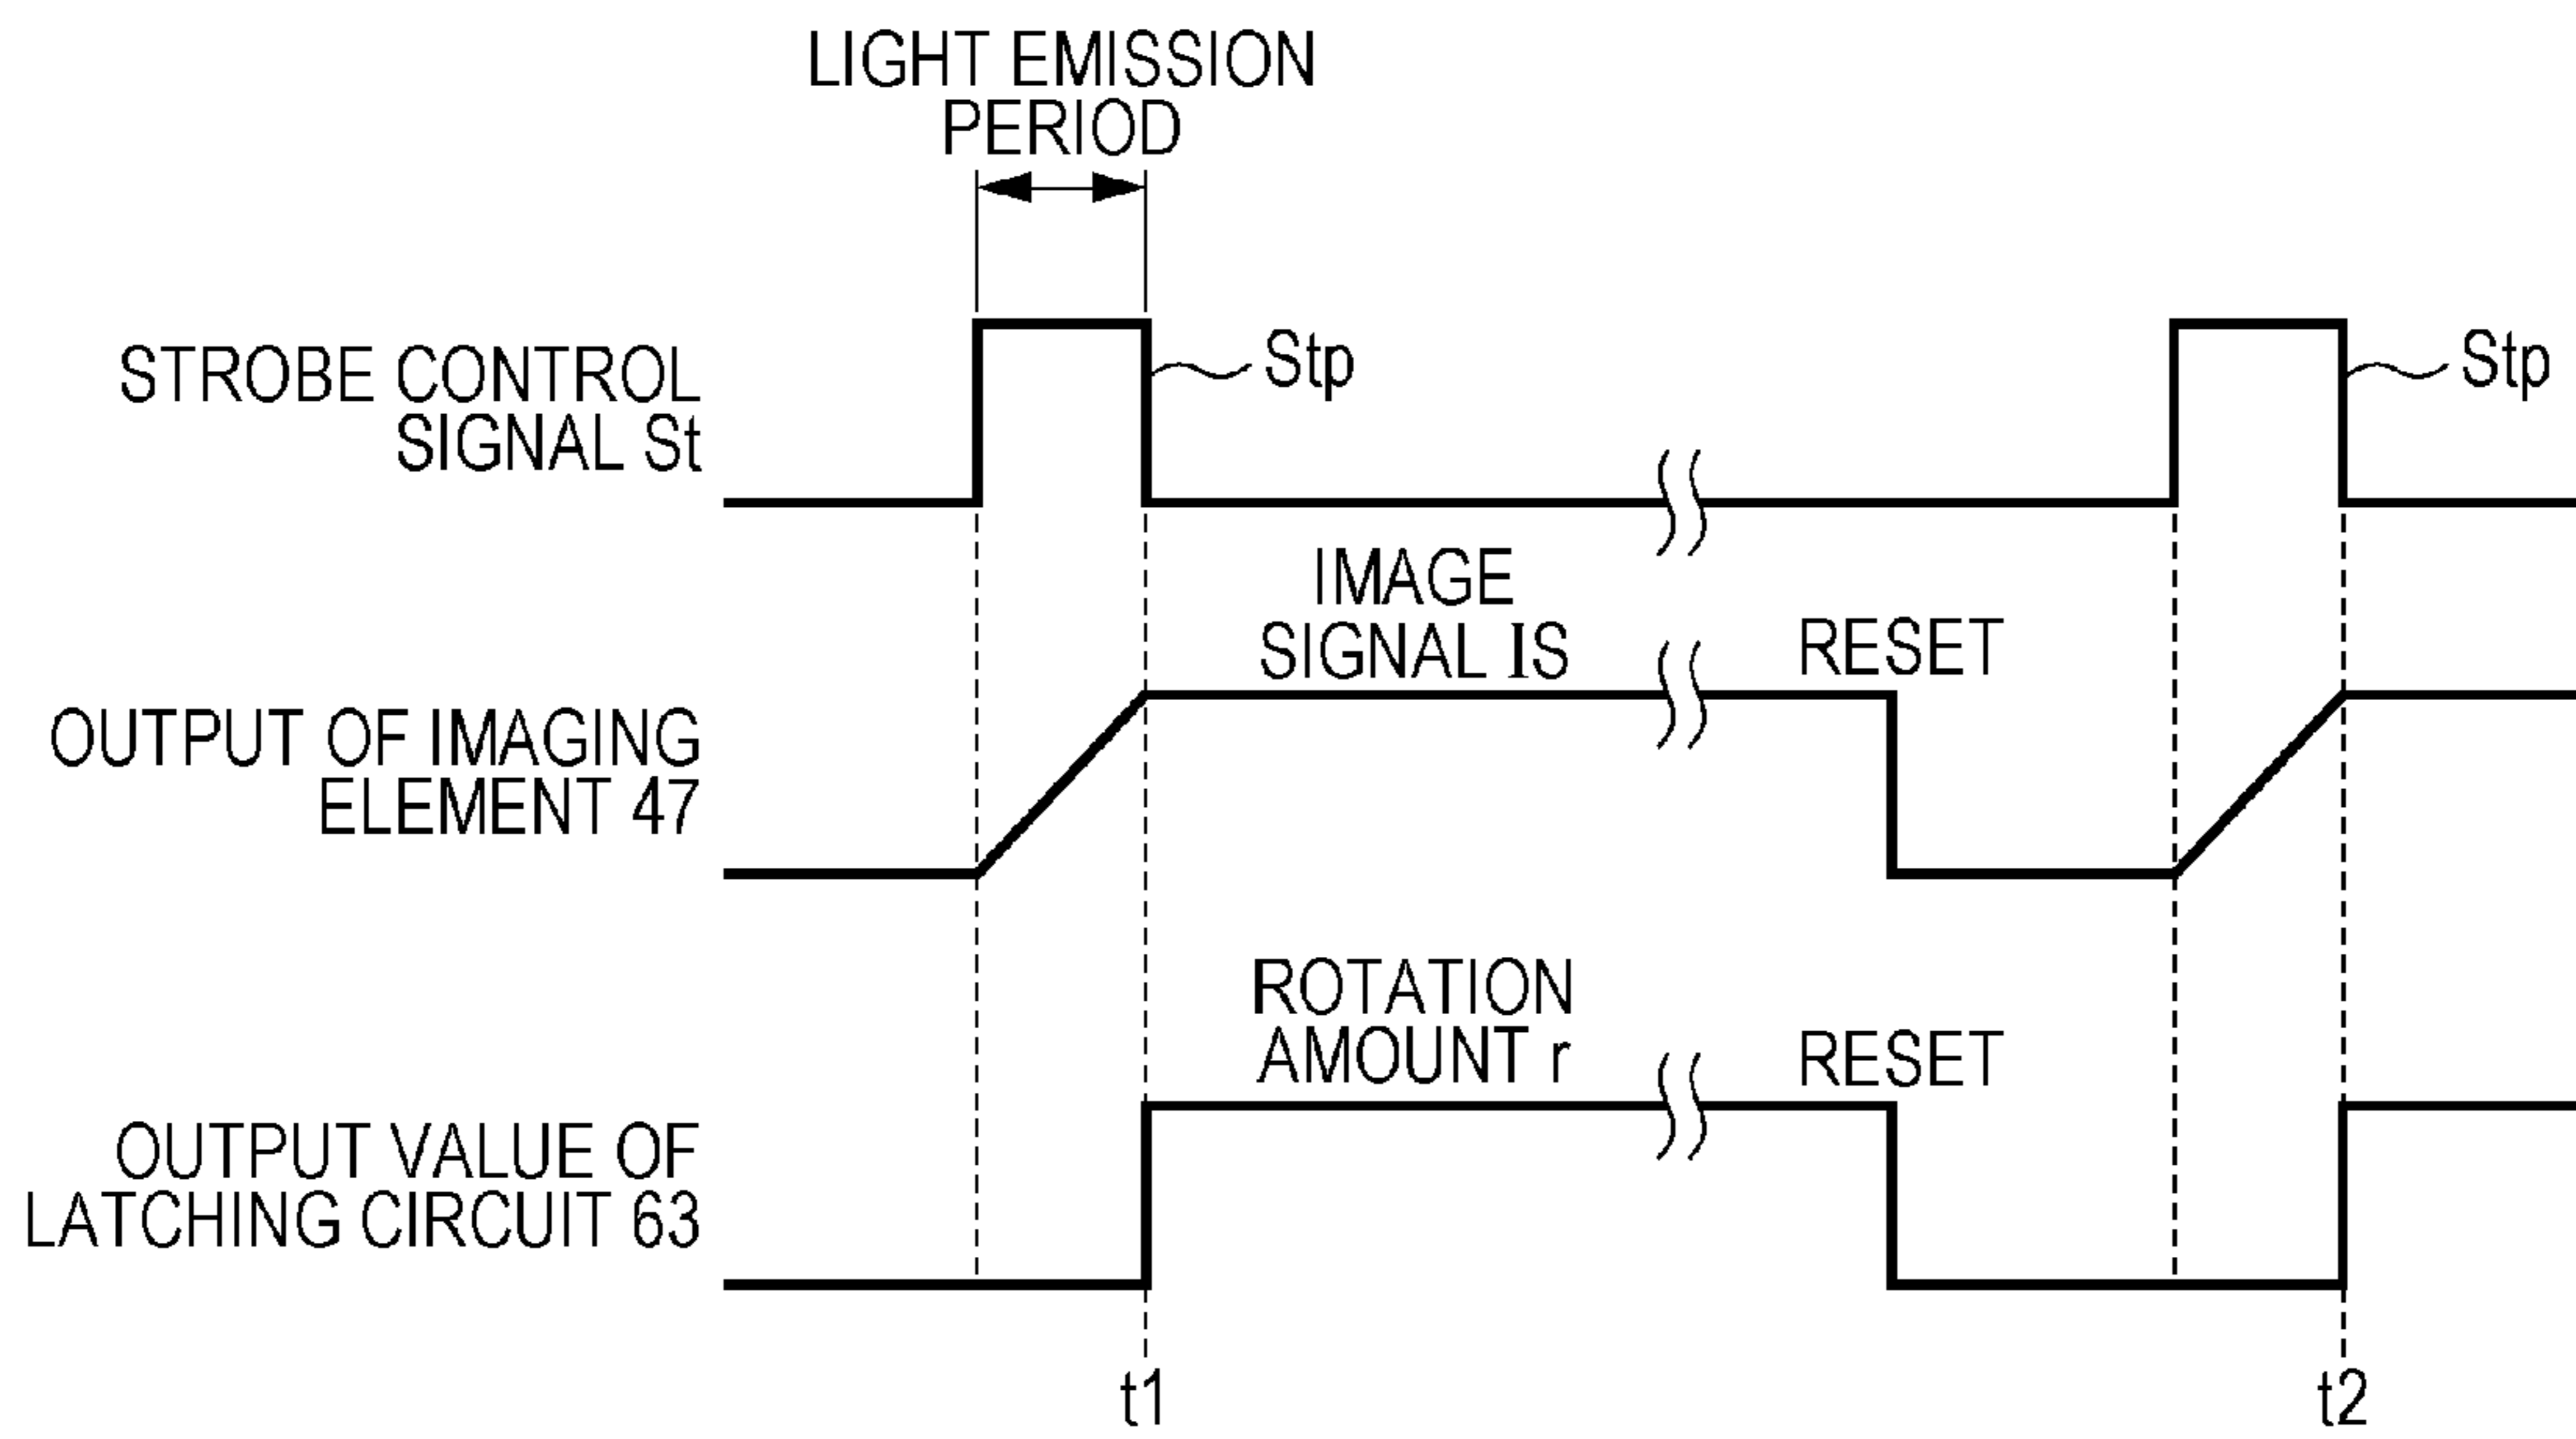 LIGHT EMISSION
PERIOD
STROBE CONTROL
SIGNAL St
Stp
Stp
IMAGE
SIGNAL IS
RESET
OUTPUT OF IMAGING
ELEMENT 47
ROTATION
AMOUNT r
RESET
OUTPUT VALUE OF
LATCHING CIRCUIT 63
t1
t2